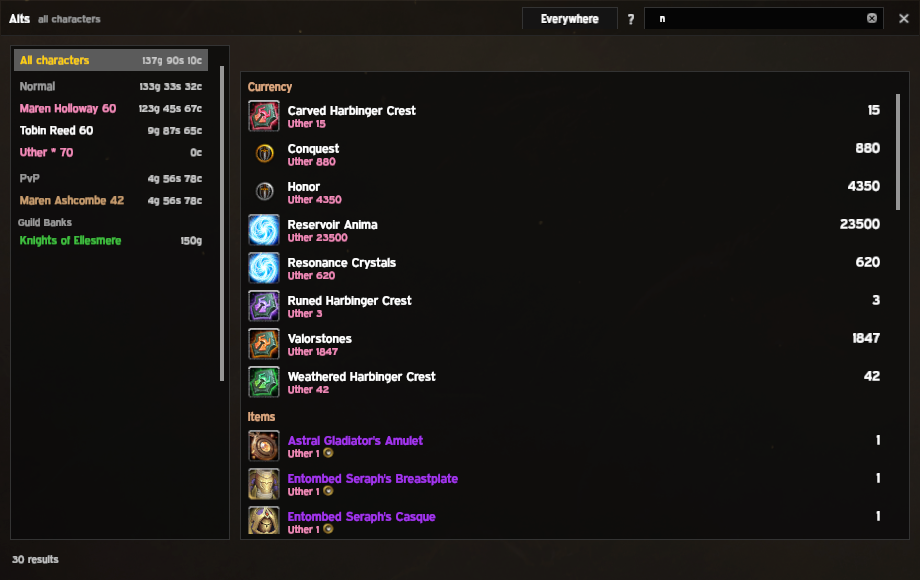 Alts all characters Everywhere ? n
All characters 137g 90s 10c
Normal 133g 33s 32c
Maren Holloway 60 123g 45s 67c
Tobin Reed 60 9g 87s 65c
Uther * 70 0c
PvP 4g 56s 78c
Maren Ashcombe 42 4g 56s 78c
Guild Banks
Knights of Ellesmere 150g
Currency
Carved Harbinger Crest 15
Uther 15
Conquest 880
Uther 880
Honor 4350
Uther 4350
Reservoir Anima 23500
Uther 23500
Resonance Crystals 620
Uther 620
Runed Harbinger Crest 3
Uther 3
Valorstones 1847
Uther 1847
Weathered Harbinger Crest 42
Uther 42
Items
Astral Gladiator's Amulet 1
Uther 1
Entombed Seraph's Breastplate 1
Uther 1
Entombed Seraph's Casque 1
Uther 1
30 results